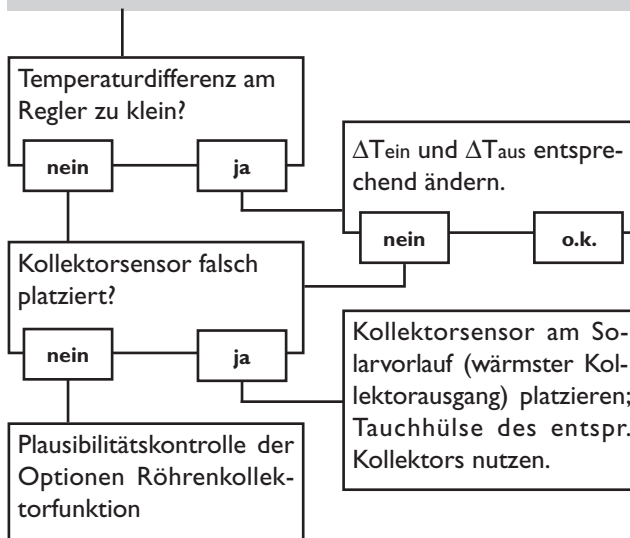 Temperaturdifferenz am
Regler zu klein?
nein
ja
ΔTein und ΔTaus entspre-
chend ändern.
nein
o.k.
Kollektorsensor falsch
platziert?
nein
ja
Kollektorsensor am So-
larvorlauf (wärmster Kol-
lektorausgang) platzieren;
Tauchhülse des entspr.
Kollektors nutzen.
Plausibilitätskontrolle der
Optionen Röhrenkollek-
torfunktion